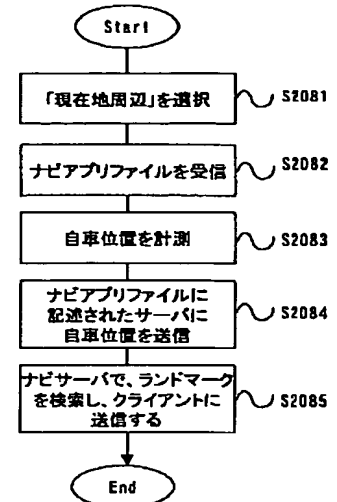 Start
「現在地周辺」を選択
S2081
ナビアプリファイルを受信
S2082
自車位置を計測
S2083
ナビアプリファイルに
記述されたサーバに
自車位置を送信
S2084
ナビサーバで、ランドマーク
を検索し、クライアントに
送信する
S2085
End